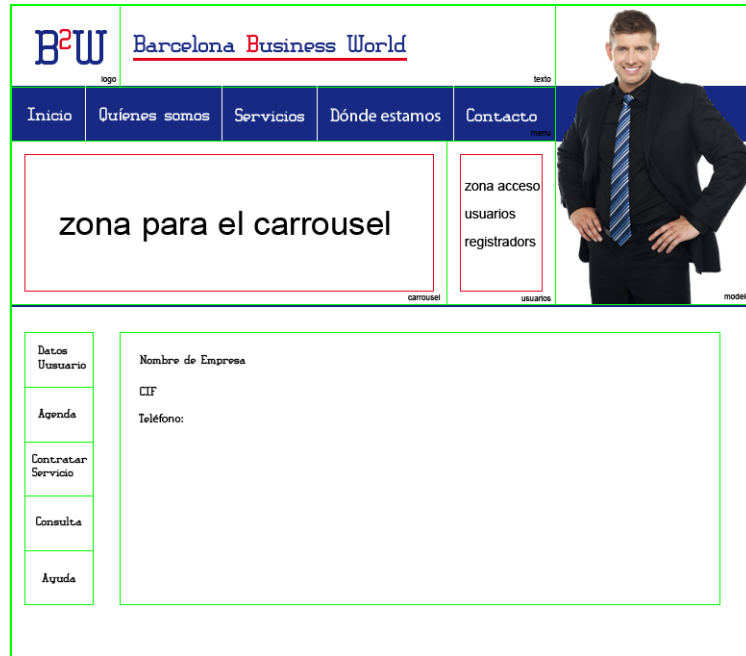 B²W
Barcelona Business World
logo
texto
Inicio
Quíenes somos
Servicios
Dónde estamos
Contacto
menu
zona para el carrousel
zona acceso
usuarios
registradors
carrousel
usuarios
model
Datos
Uusuario
Agenda
Contratar
Servicio
Consulta
Ayuda
Nombre de Empresa
CIF
Teléfono: